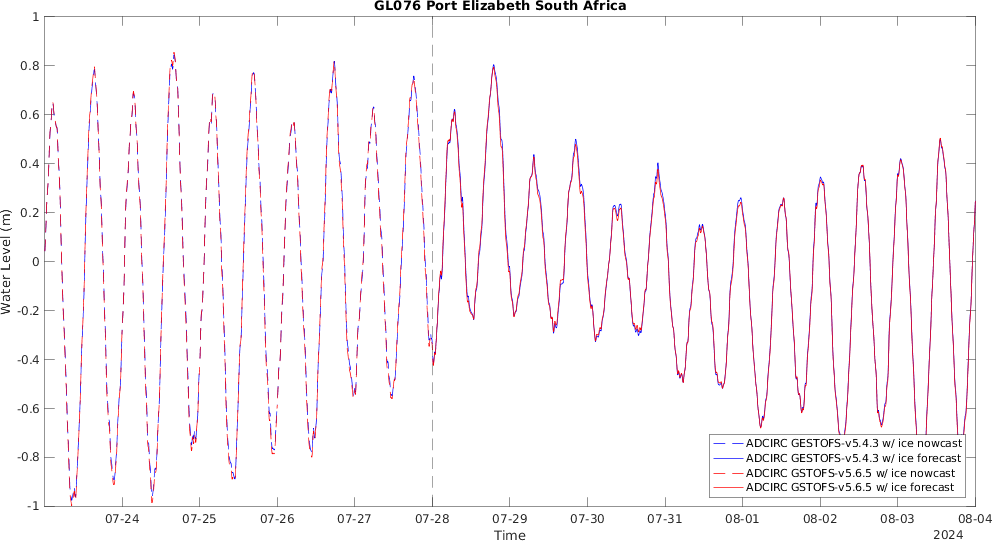 GL076 Port Elizabeth South Africa
1
0.8
0.6
0.4
0.2
0
-0.2
-0.4
-0.6
-0.8
-1
Water Level (m)
ADCIRC GESTOFS-v5.4.3 w/ ice nowcast
ADCIRC GESTOFS-v5.4.3 w/ ice forecast
ADCIRC GSTOFS-v5.6.5 w/ ice nowcast
ADCIRC GSTOFS-v5.6.5 w/ ice forecast
07-24 07-25 07-26 07-27 07-28 07-29 07-30 07-31 08-01 08-02 08-03 08-04
Time
2024